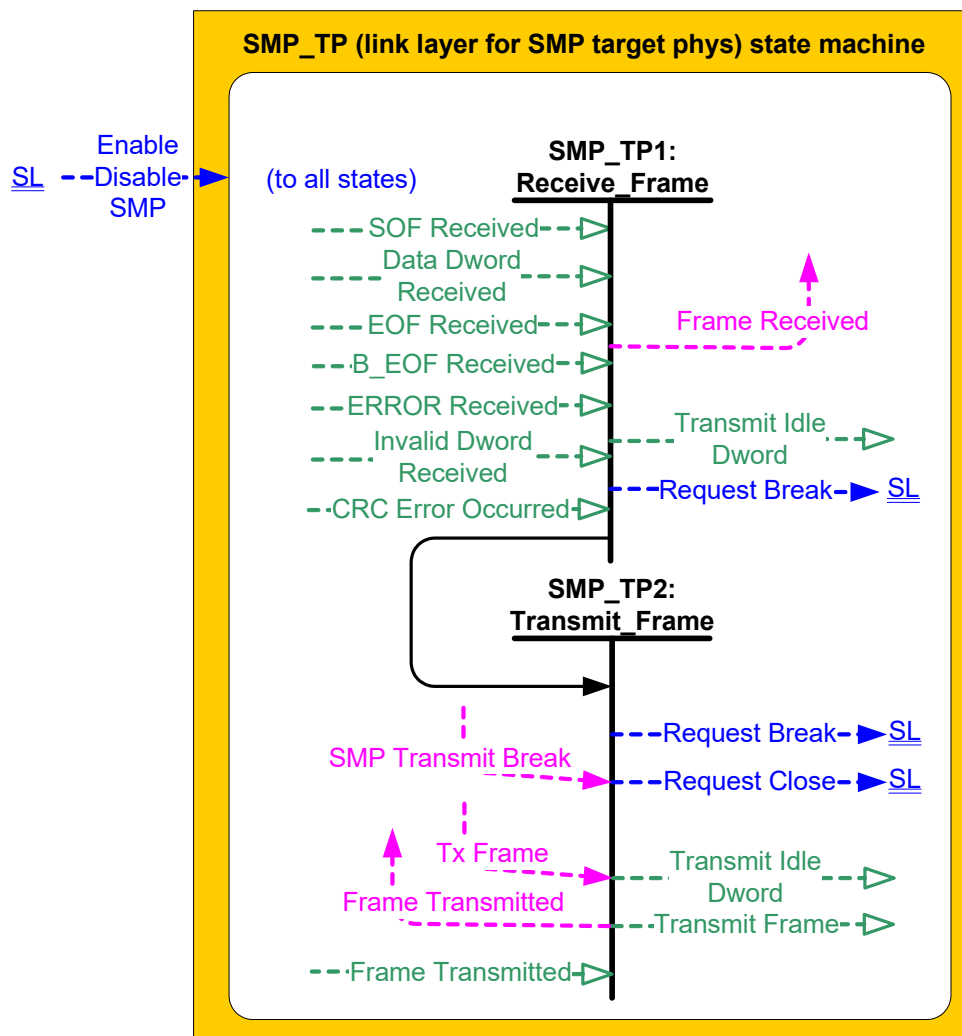 SMP_TP (link layer for SMP target phys) state machine
Enable
SL
Disable
SMP
(to all states)
SMP_TP1:
Receive_Frame
SOF Received
Data Dword
Received
EOF Received
Frame Received
B_EOF Received
ERROR Received
Transmit Idle
Dword
Invalid Dword
Received
Request Break
SL
CRC Error Occurred
SMP_TP2:
Transmit_Frame
Request Break
SL
SMP Transmit Break
Request Close
SL
Tx Frame
Transmit Idle
Dword
Frame Transmitted
Transmit Frame
Frame Transmitted